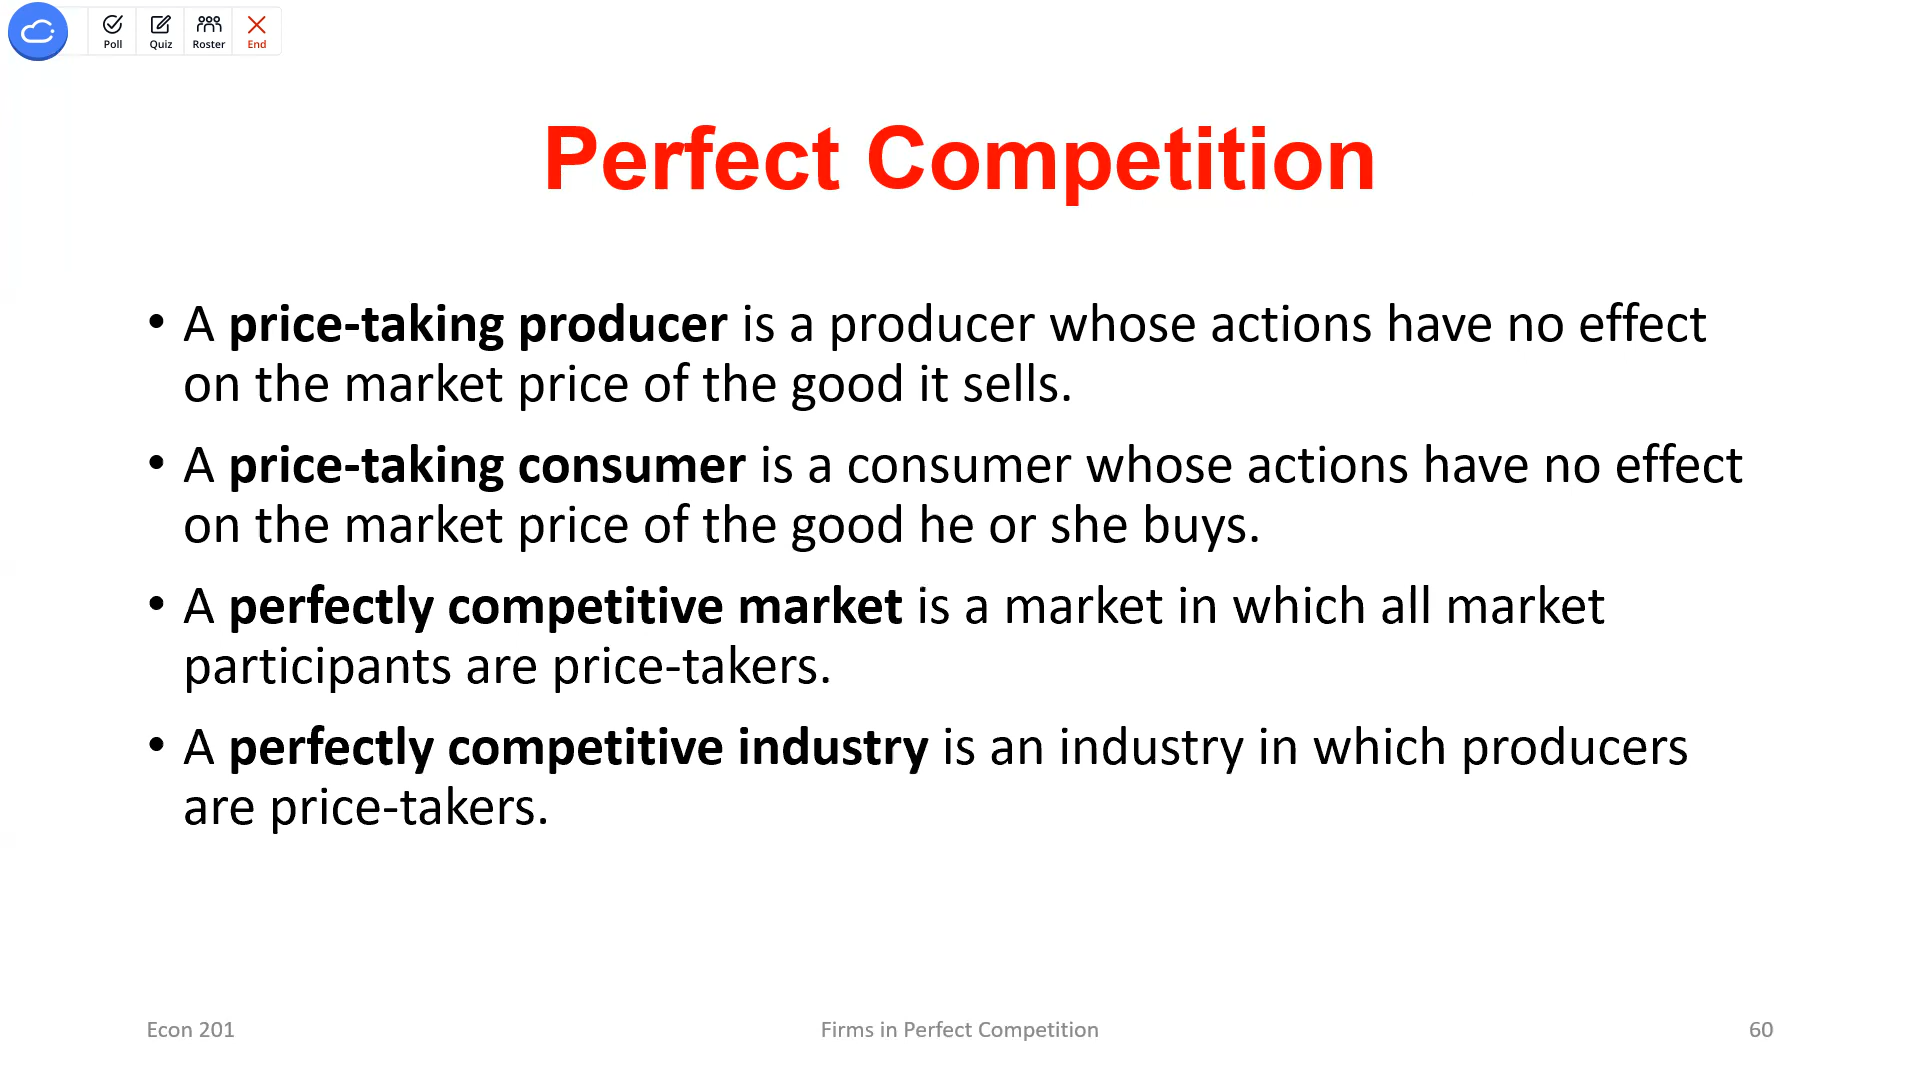 Poll Quiz Roster End
Perfect Competition
• A price-taking producer is a producer whose actions have no effect
on the market price of the good it sells.
• A price-taking consumer is a consumer whose actions have no effect
on the market price of the good he or she buys.
• A perfectly competitive market is a market in which all market
participants are price-takers.
• A perfectly competitive industry is an industry in which producers
are price-takers.
Econ 201 Firms in Perfect Competition 60